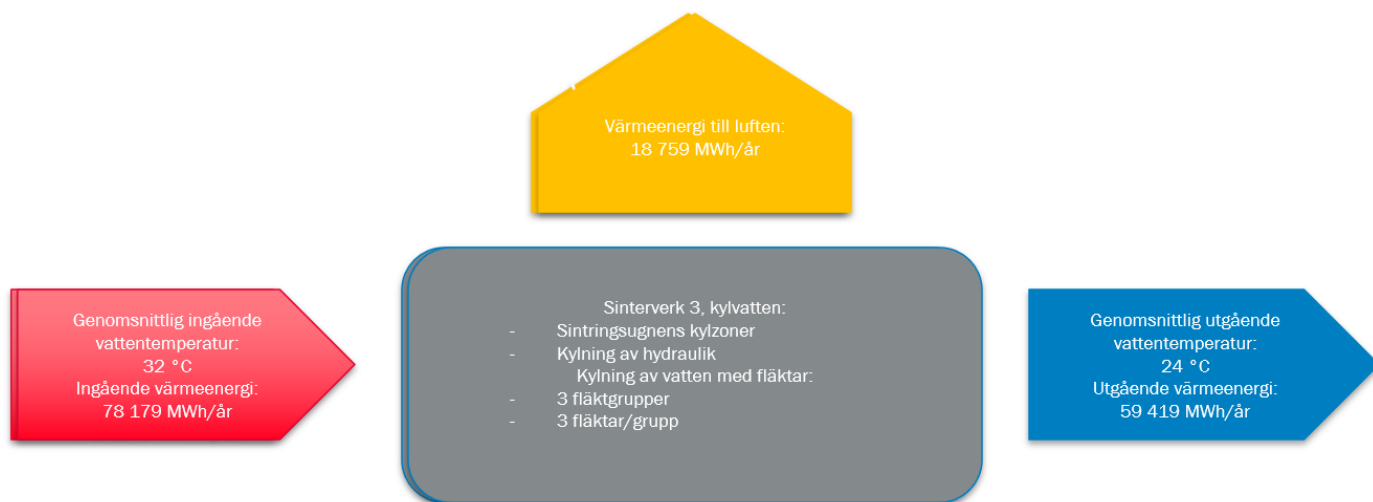 Värmeenergi till luften:
18 759 MWh/år
Genomsnittlig ingående
vattentemperatur:
32 °C
Ingående värmeenergi:
78 179 MWh/år
Sinterverk 3, kylvatten:
- Sintringsugnens kylzoner
- Kylning av hydraulik
Kylning av vatten med fläktar:
- 3 fläktgrupper
- 3 fläktar/grupp
Genomsnittlig utgående
vattentemperatur:
24 °C
Utgående värmeenergi:
59 419 MWh/år